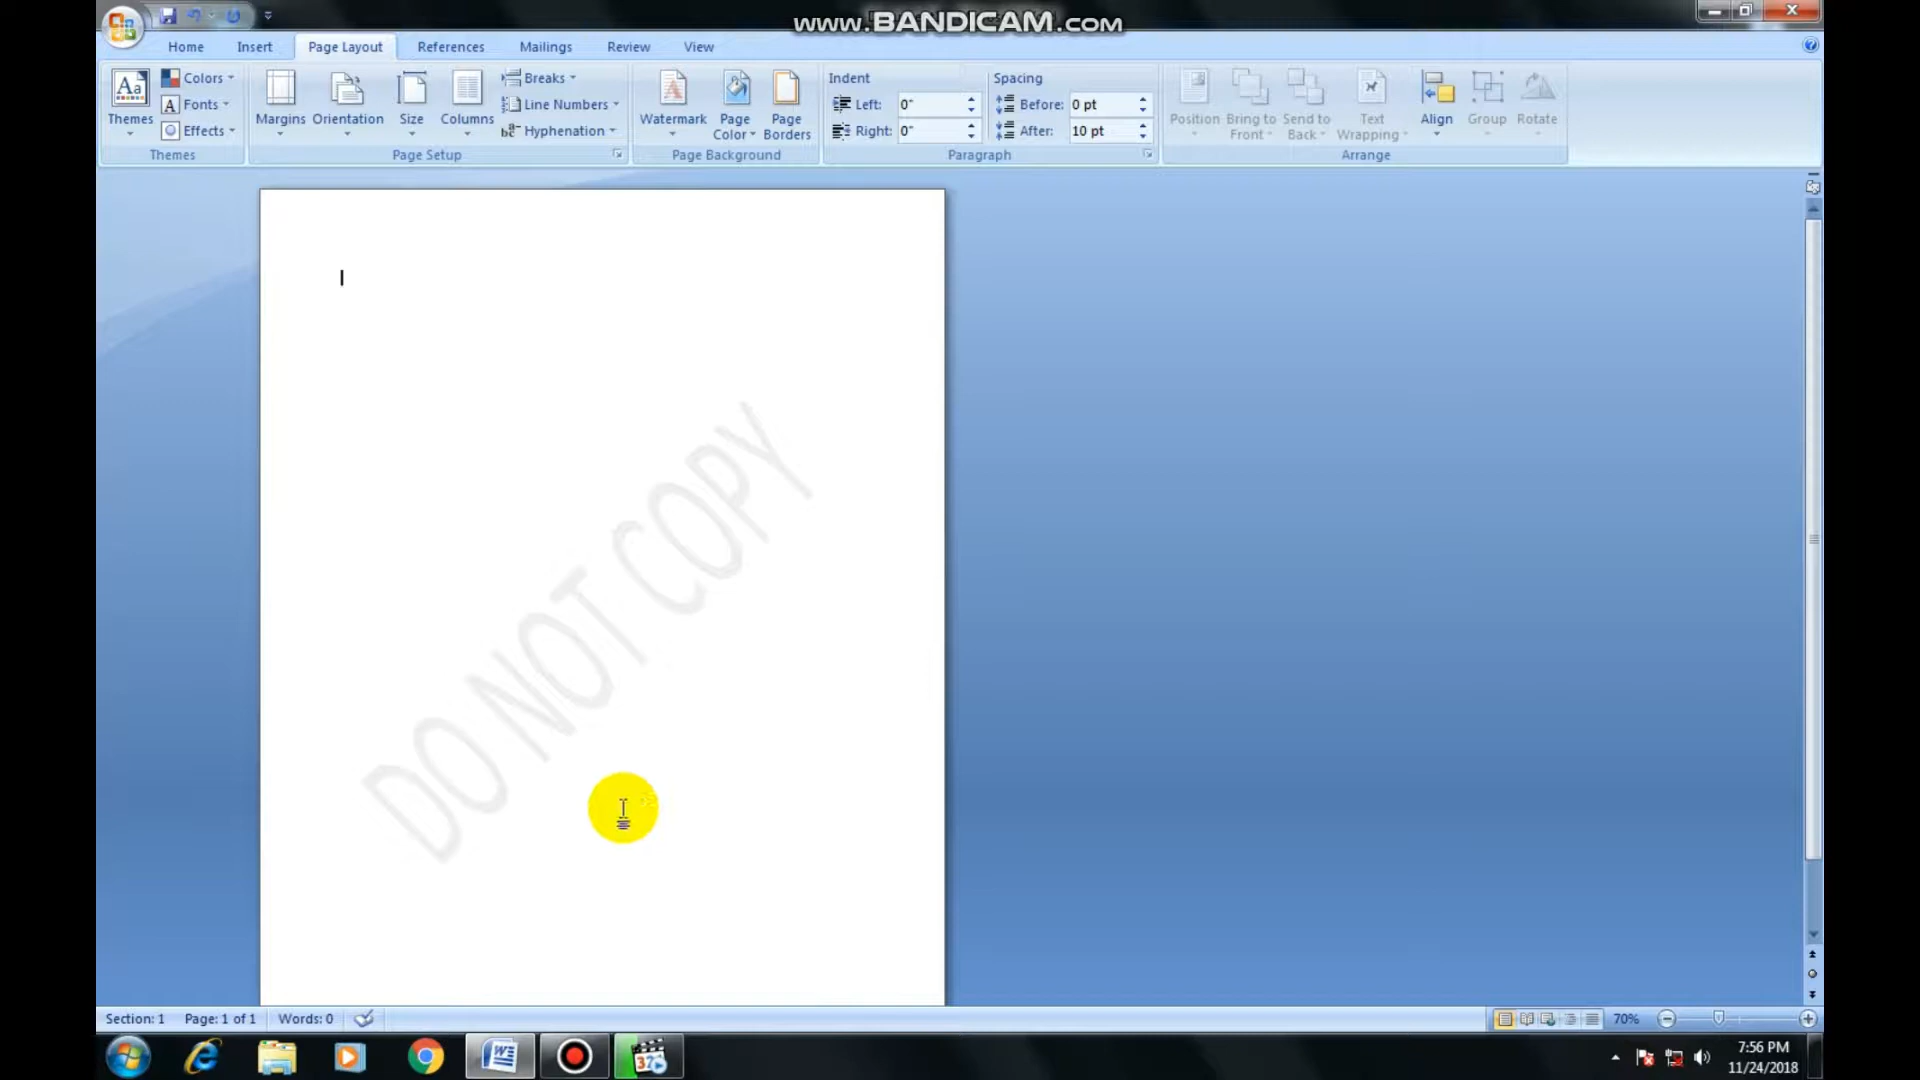 www.BANDICAM.com
Home Insert Page Layout References Mailings Review View
Themes Colors Fonts Effects Themes
Margins Orientation Size Columns Breaks Line Numbers Hyphenation Page Setup
Watermark Page Color Page Borders Page Background
Indent Left: 0" Right: 0"
Spacing Before: 0 pt After: 10 pt Paragraph
Position Bring to Front Send to Back Text Wrapping Align Group Rotate Arrange
DO NOT COPY
Section: 1 Page: 1 of 1 Words: 0 70%
7:56 PM
11/24/2018